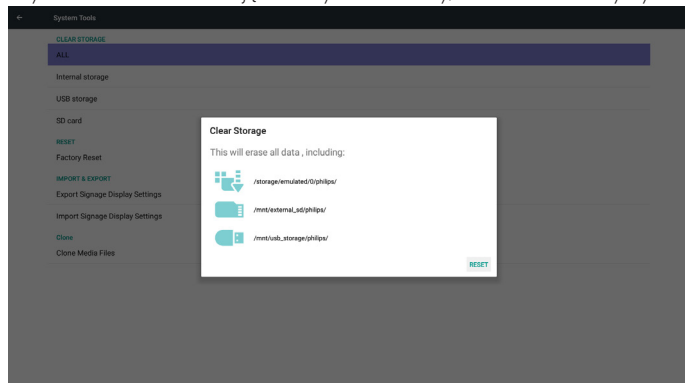 System Tools
CLEAR STORAGE
ALL
Internal storage
USB storage
SD card
RESET
Factory Reset
IMPORT & EXPORT
Export Signage Display Settings
Import Signage Display Settings
Clone
Clone Media Files
Clear Storage
This will erase all data , including:
/storage/emulated/0/philips/
/mnt/external_sd/philips/
/mnt/usb_storage/philips/
RESET